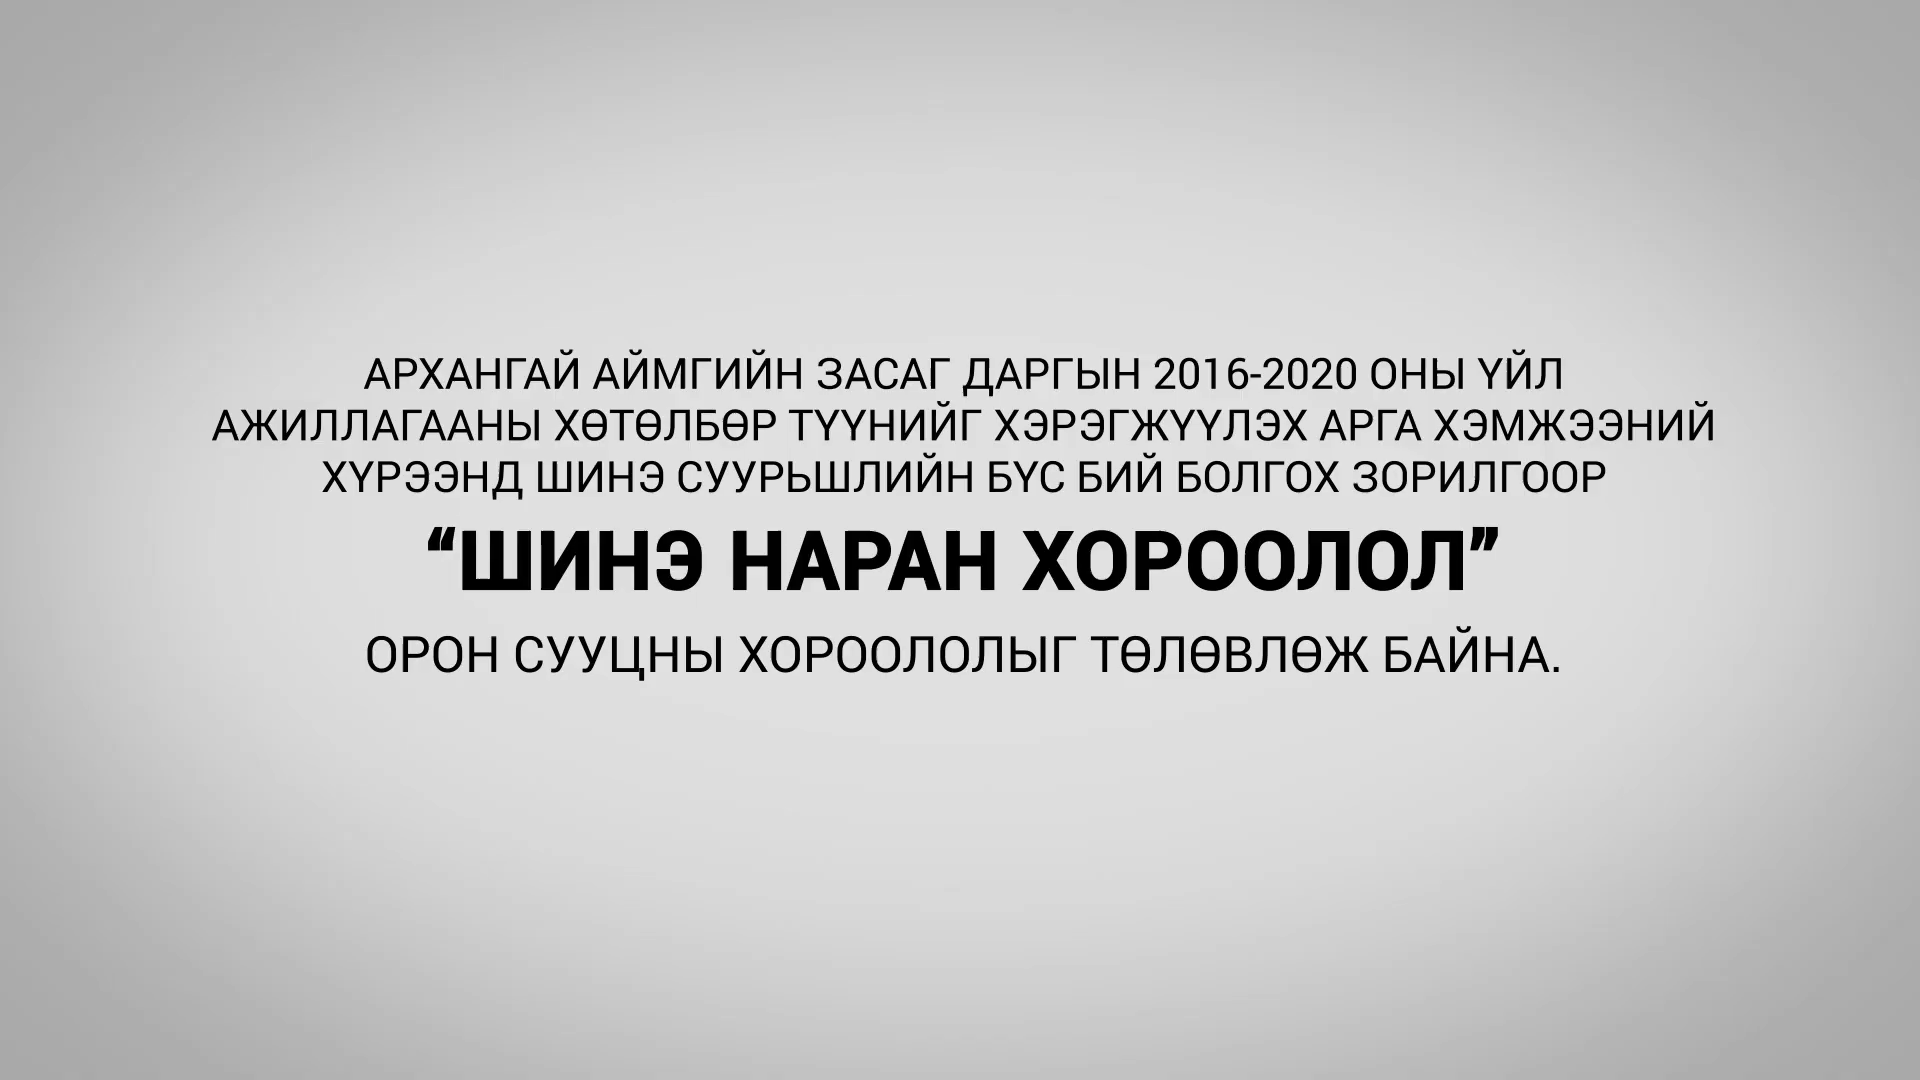 АРХАНГАЙ АЙМГИЙН ЗАСАГ ДАРГЫН 2016-2020 ОНЫ ҮЙЛ
АЖИЛЛАГААНЫ ХӨТӨЛБӨР ТҮҮНИЙГ ХЭРЭГЖҮҮЛЭХ АРГА ХЭМЖЭЭНИЙ
ХҮРЭЭНД ШИНЭ СУУРЬШЛИЙН БҮС БИЙ БОЛГОХ ЗОРИЛГООР
“ШИНЭ НАРАН ХОРООЛОЛ”
ОРОН СУУЦНЫ ХОРООЛОЛЫГ ТӨЛӨВЛӨЖ БАЙНА.